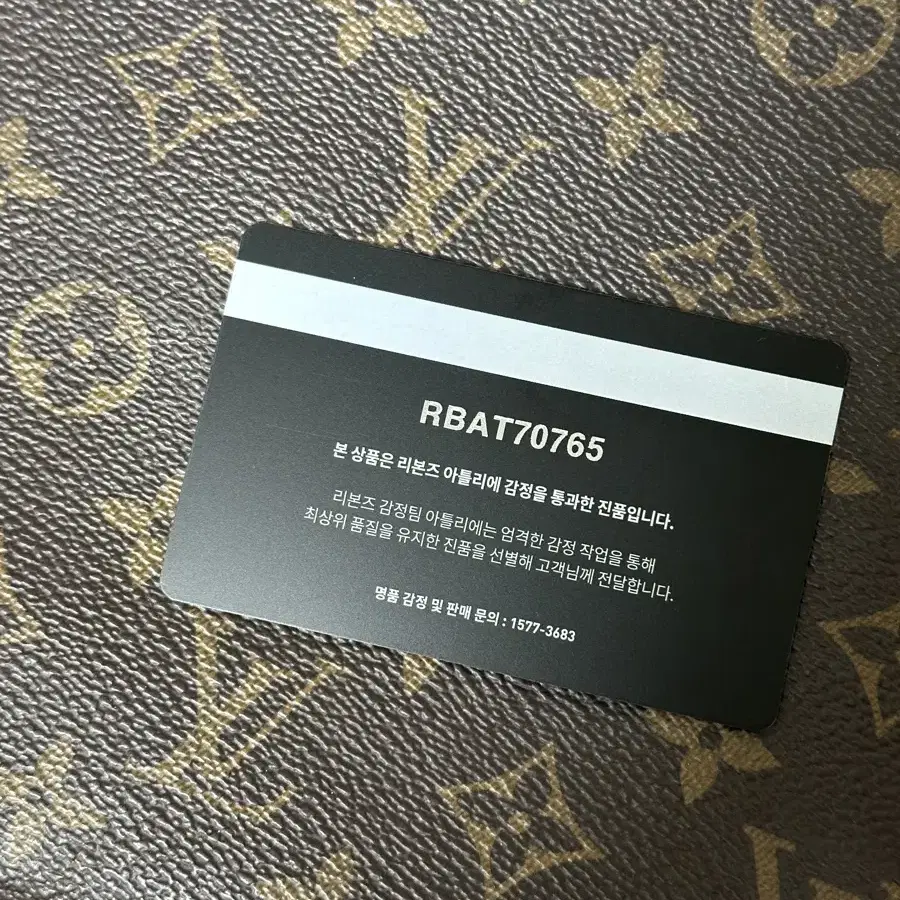 RBAT70765
본 상품은 리본즈 아틀리에 감정을 통과한 진품입니다.
리본즈 감정팀 아틀리에는 엄격한 감정 작업을 통해
최상위 품질을 유지한 진품을 선별해 고객님께 전달합니다.
명품 감정 및 판매 문의 : 1577-3683